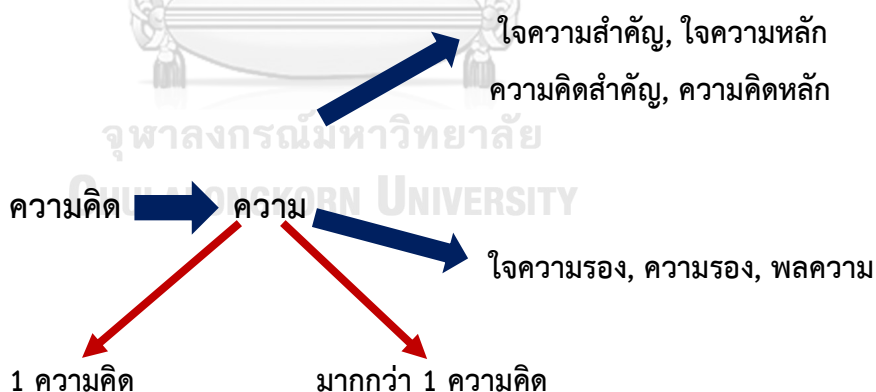 ใจความสำคัญ, ใจความหลัก
ความคิดสำคัญ, ความคิดหลัก
จุฬาลงกรณ์มหาวิทยาลัย
CHULALONGKORN UNIVERSITY
ความคิด ความ
ใจความรอง, ความรอง, พลความ
1 ความคิด มากกว่า 1 ความคิด